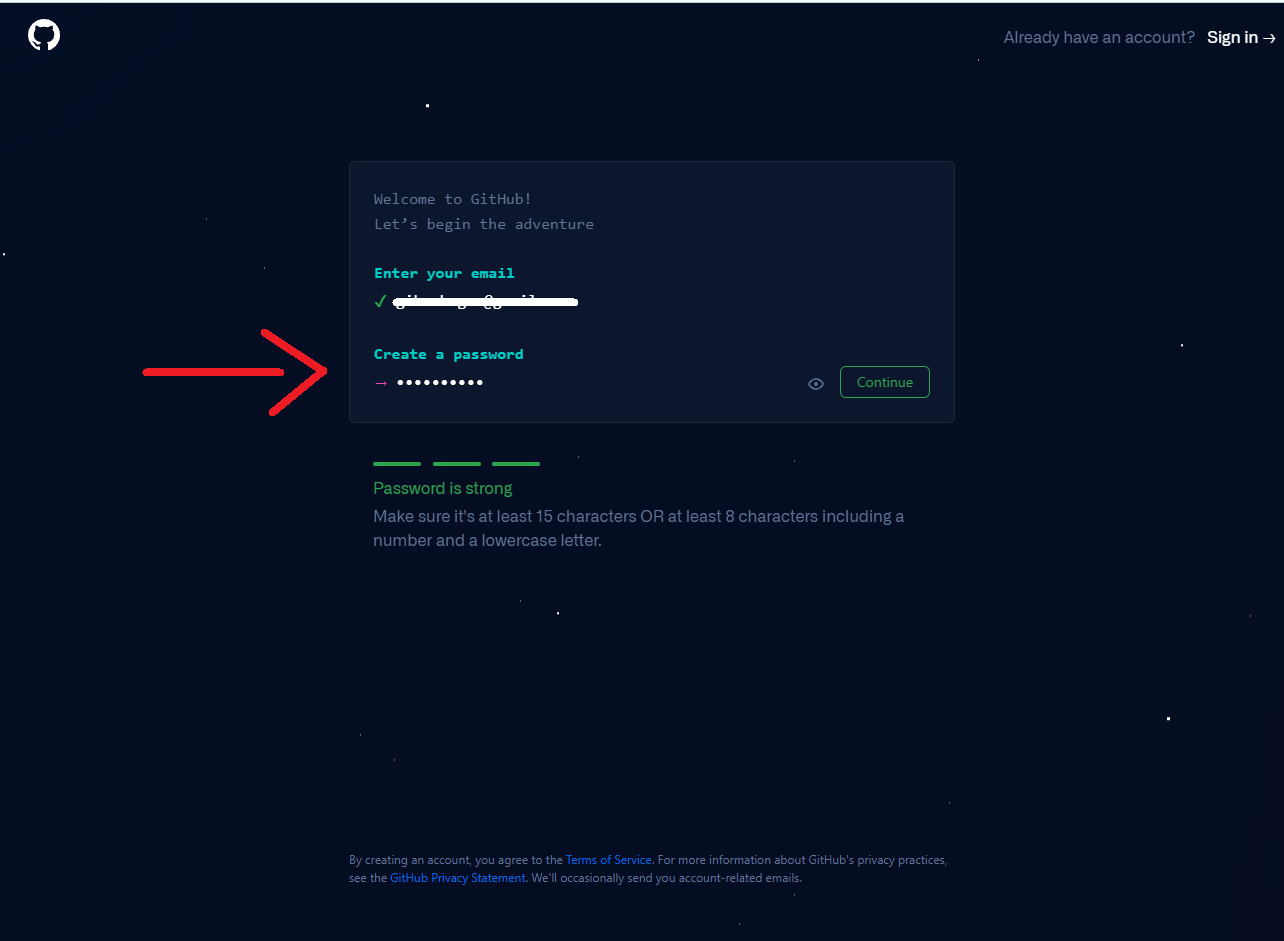 Already have an account? Sign in →
Welcome to GitHub!
Let’s begin the adventure
Enter your email
✓
Create a password
→ ••••••••••
Continue
Password is strong
Make sure it's at least 15 characters OR at least 8 characters including a
number and a lowercase letter.
By creating an account, you agree to the Terms of Service. For more information about GitHub's privacy practices,
see the GitHub Privacy Statement. We'll occasionally send you account-related emails.